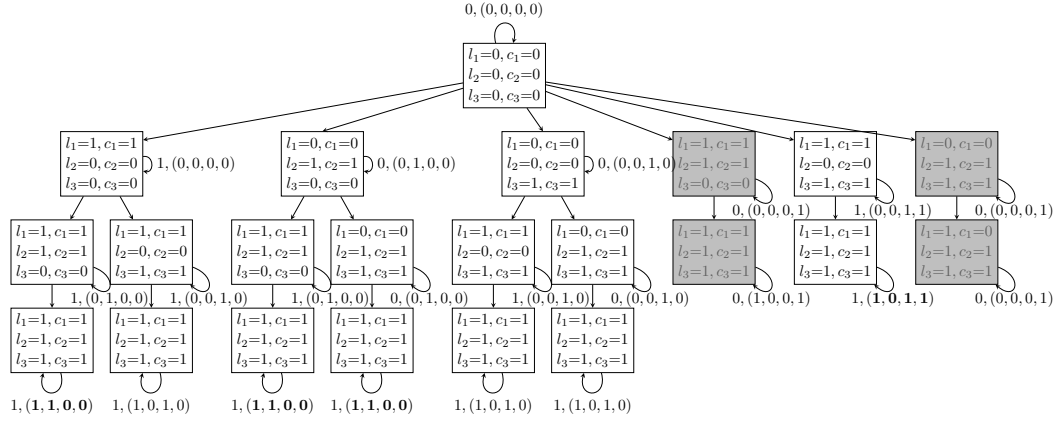 0, (0, 0, 0, 0)
l₁=0, c₁=0
l₂=0, c₂=0
l₃=0, c₃=0
l₁=1, c₁=1
l₂=0, c₂=0
l₃=0, c₃=0
1, (0, 0, 0, 0)
l₁=0, c₁=0
l₂=1, c₂=1
l₃=0, c₃=0
0, (0, 1, 0, 0)
l₁=0, c₁=0
l₂=0, c₂=0
l₃=1, c₃=1
0, (0, 0, 1, 0)
l₁=1, c₁=1
l₂=1, c₂=1
l₃=0, c₃=0
0, (0, 0, 0, 1)
l₁=1, c₁=1
l₂=0, c₂=0
l₃=1, c₃=1
1, (0, 0, 1, 1)
l₁=0, c₁=0
l₂=1, c₂=1
l₃=1, c₃=1
0, (0, 0, 0, 1)
l₁=1, c₁=1
l₂=1, c₂=1
l₃=0, c₃=0
1, (0, 1, 0, 0)
l₁=1, c₁=1
l₂=0, c₂=0
l₃=1, c₃=1
1, (0, 0, 1, 0)
l₁=1, c₁=1
l₂=1, c₂=1
l₃=0, c₃=0
1, (0, 1, 0, 0)
l₁=0, c₁=0
l₂=1, c₂=1
l₃=1, c₃=1
0, (0, 1, 0, 0)
l₁=1, c₁=1
l₂=0, c₂=0
l₃=1, c₃=1
1, (0, 0, 1, 0)
l₁=0, c₁=0
l₂=1, c₂=1
l₃=1, c₃=1
0, (0, 0, 1, 0)
l₁=1, c₁=1
l₂=1, c₂=1
l₃=1, c₃=1
0, (1, 0, 0, 1)
l₁=1, c₁=1
l₂=1, c₂=1
l₃=1, c₃=1
1, (1, 0, 1, 1)
l₁=1, c₁=0
l₂=1, c₂=1
l₃=1, c₃=1
0, (0, 0, 0, 1)
l₁=1, c₁=1
l₂=1, c₂=1
l₃=1, c₃=1
1, (1, 1, 0, 0)
l₁=1, c₁=1
l₂=1, c₂=1
l₃=1, c₃=1
1, (1, 0, 1, 0)
l₁=1, c₁=1
l₂=1, c₂=1
l₃=1, c₃=1
1, (1, 1, 0, 0)
l₁=1, c₁=1
l₂=1, c₂=1
l₃=1, c₃=1
1, (1, 1, 0, 0)
l₁=1, c₁=1
l₂=1, c₂=1
l₃=1, c₃=1
1, (1, 0, 1, 0)
l₁=1, c₁=1
l₂=1, c₂=1
l₃=1, c₃=1
1, (1, 0, 1, 0)